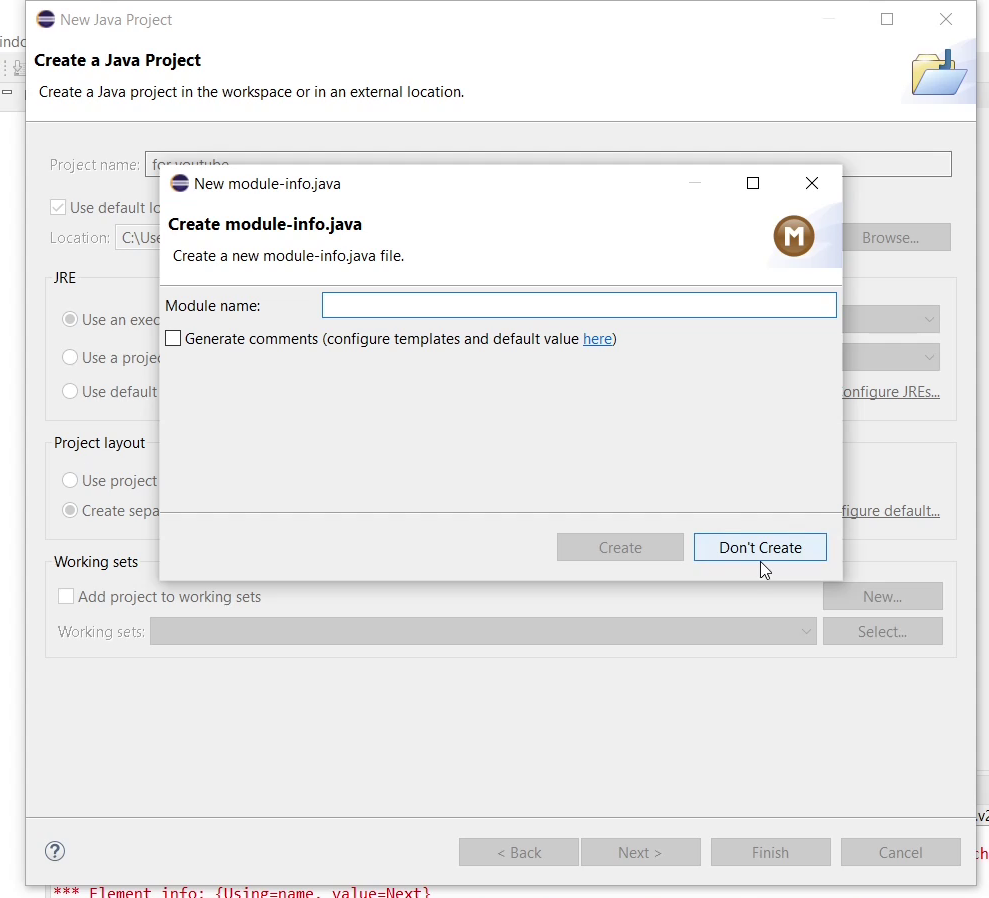 New Java Project
Create a Java Project
Create a Java project in the workspace or in an external location.
Project name: for youtube
New module-info.java
Use default lo
Create module-info.java
Location: C:\Use
Browse...
Create a new module-info.java file.
JRE
Module name:
Use an exec
Generate comments (configure templates and default value here)
Use a projec
Use default
onfigure JREs...
Project layout
Use project
Create sepa
figure default...
Create
Don't Create
Working sets
Add project to working sets
New...
Working sets:
Select...
< Back
Next >
Finish
Cancel
*** Element info: {Using=name, value=Next}